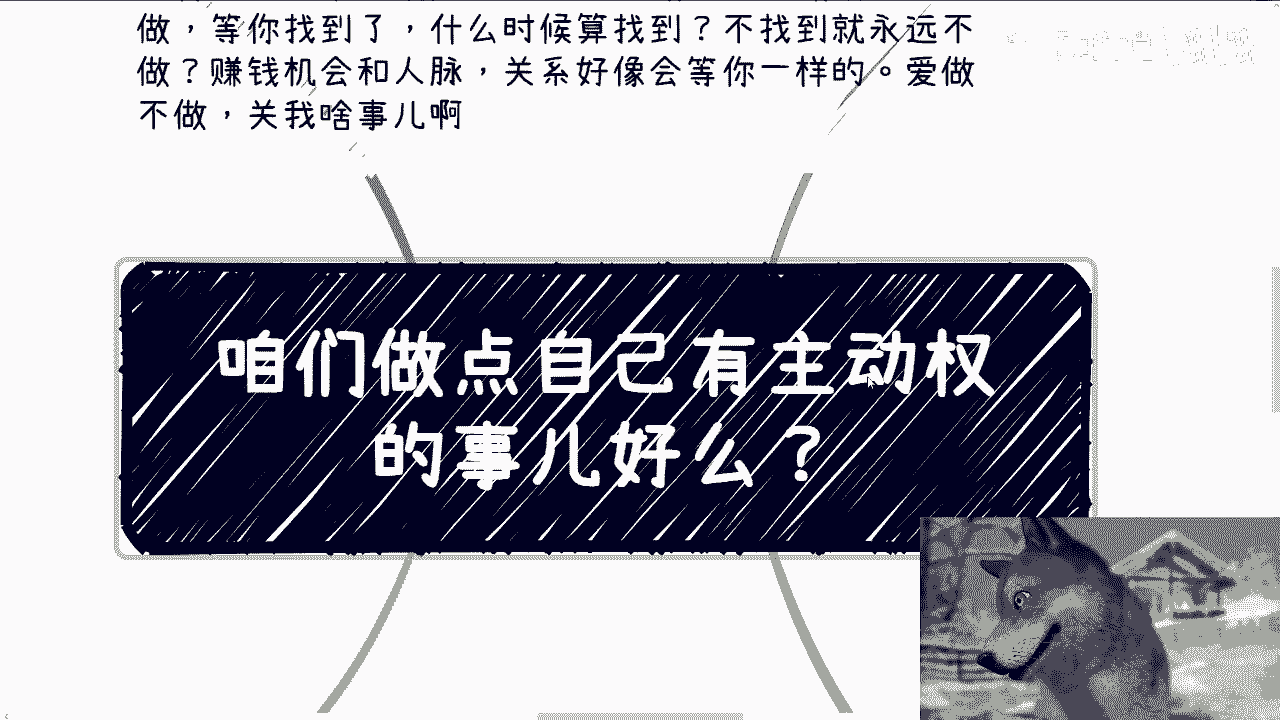 做，等你找到了，什么时候算找到？不找到就永远不
做？赚钱机会和人脉，关系好像会等你一样的。爱做
不做，关我啥事儿啊
咱们做点自己有主动权
的事儿好么？